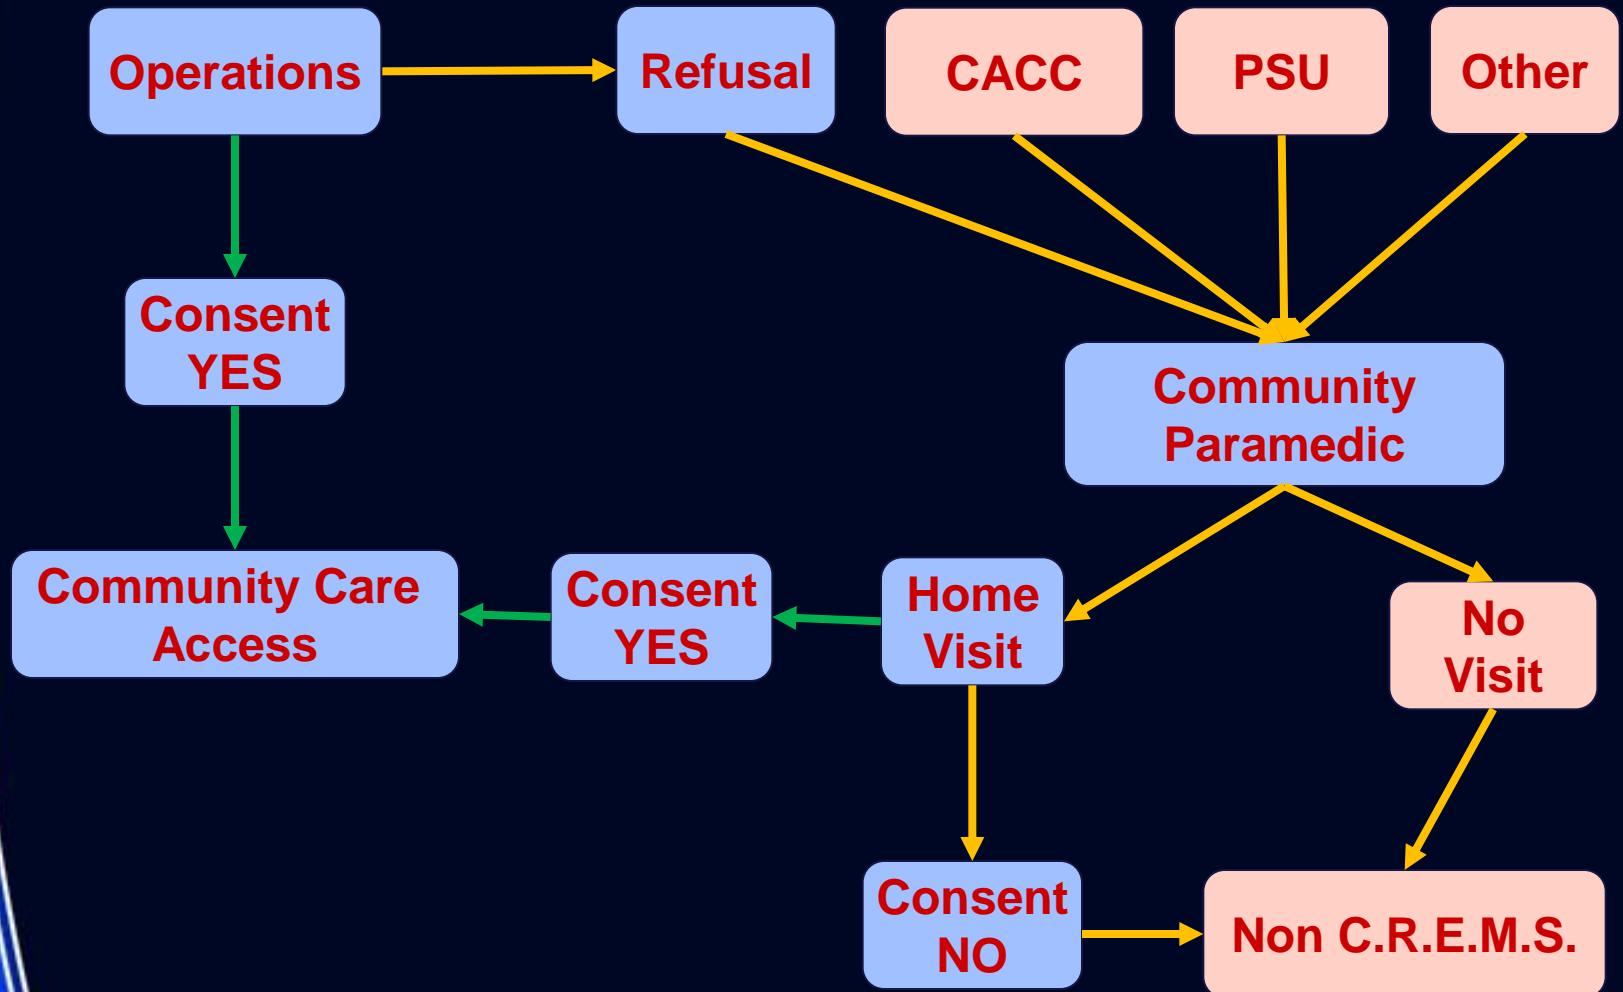 Operations
Refusal
CACC
PSU
Other
Consent
YES
Community
Paramedic
Community Care
Access
Consent
YES
Home
Visit
No
Visit
Consent
NO
Non C.R.E.M.S.